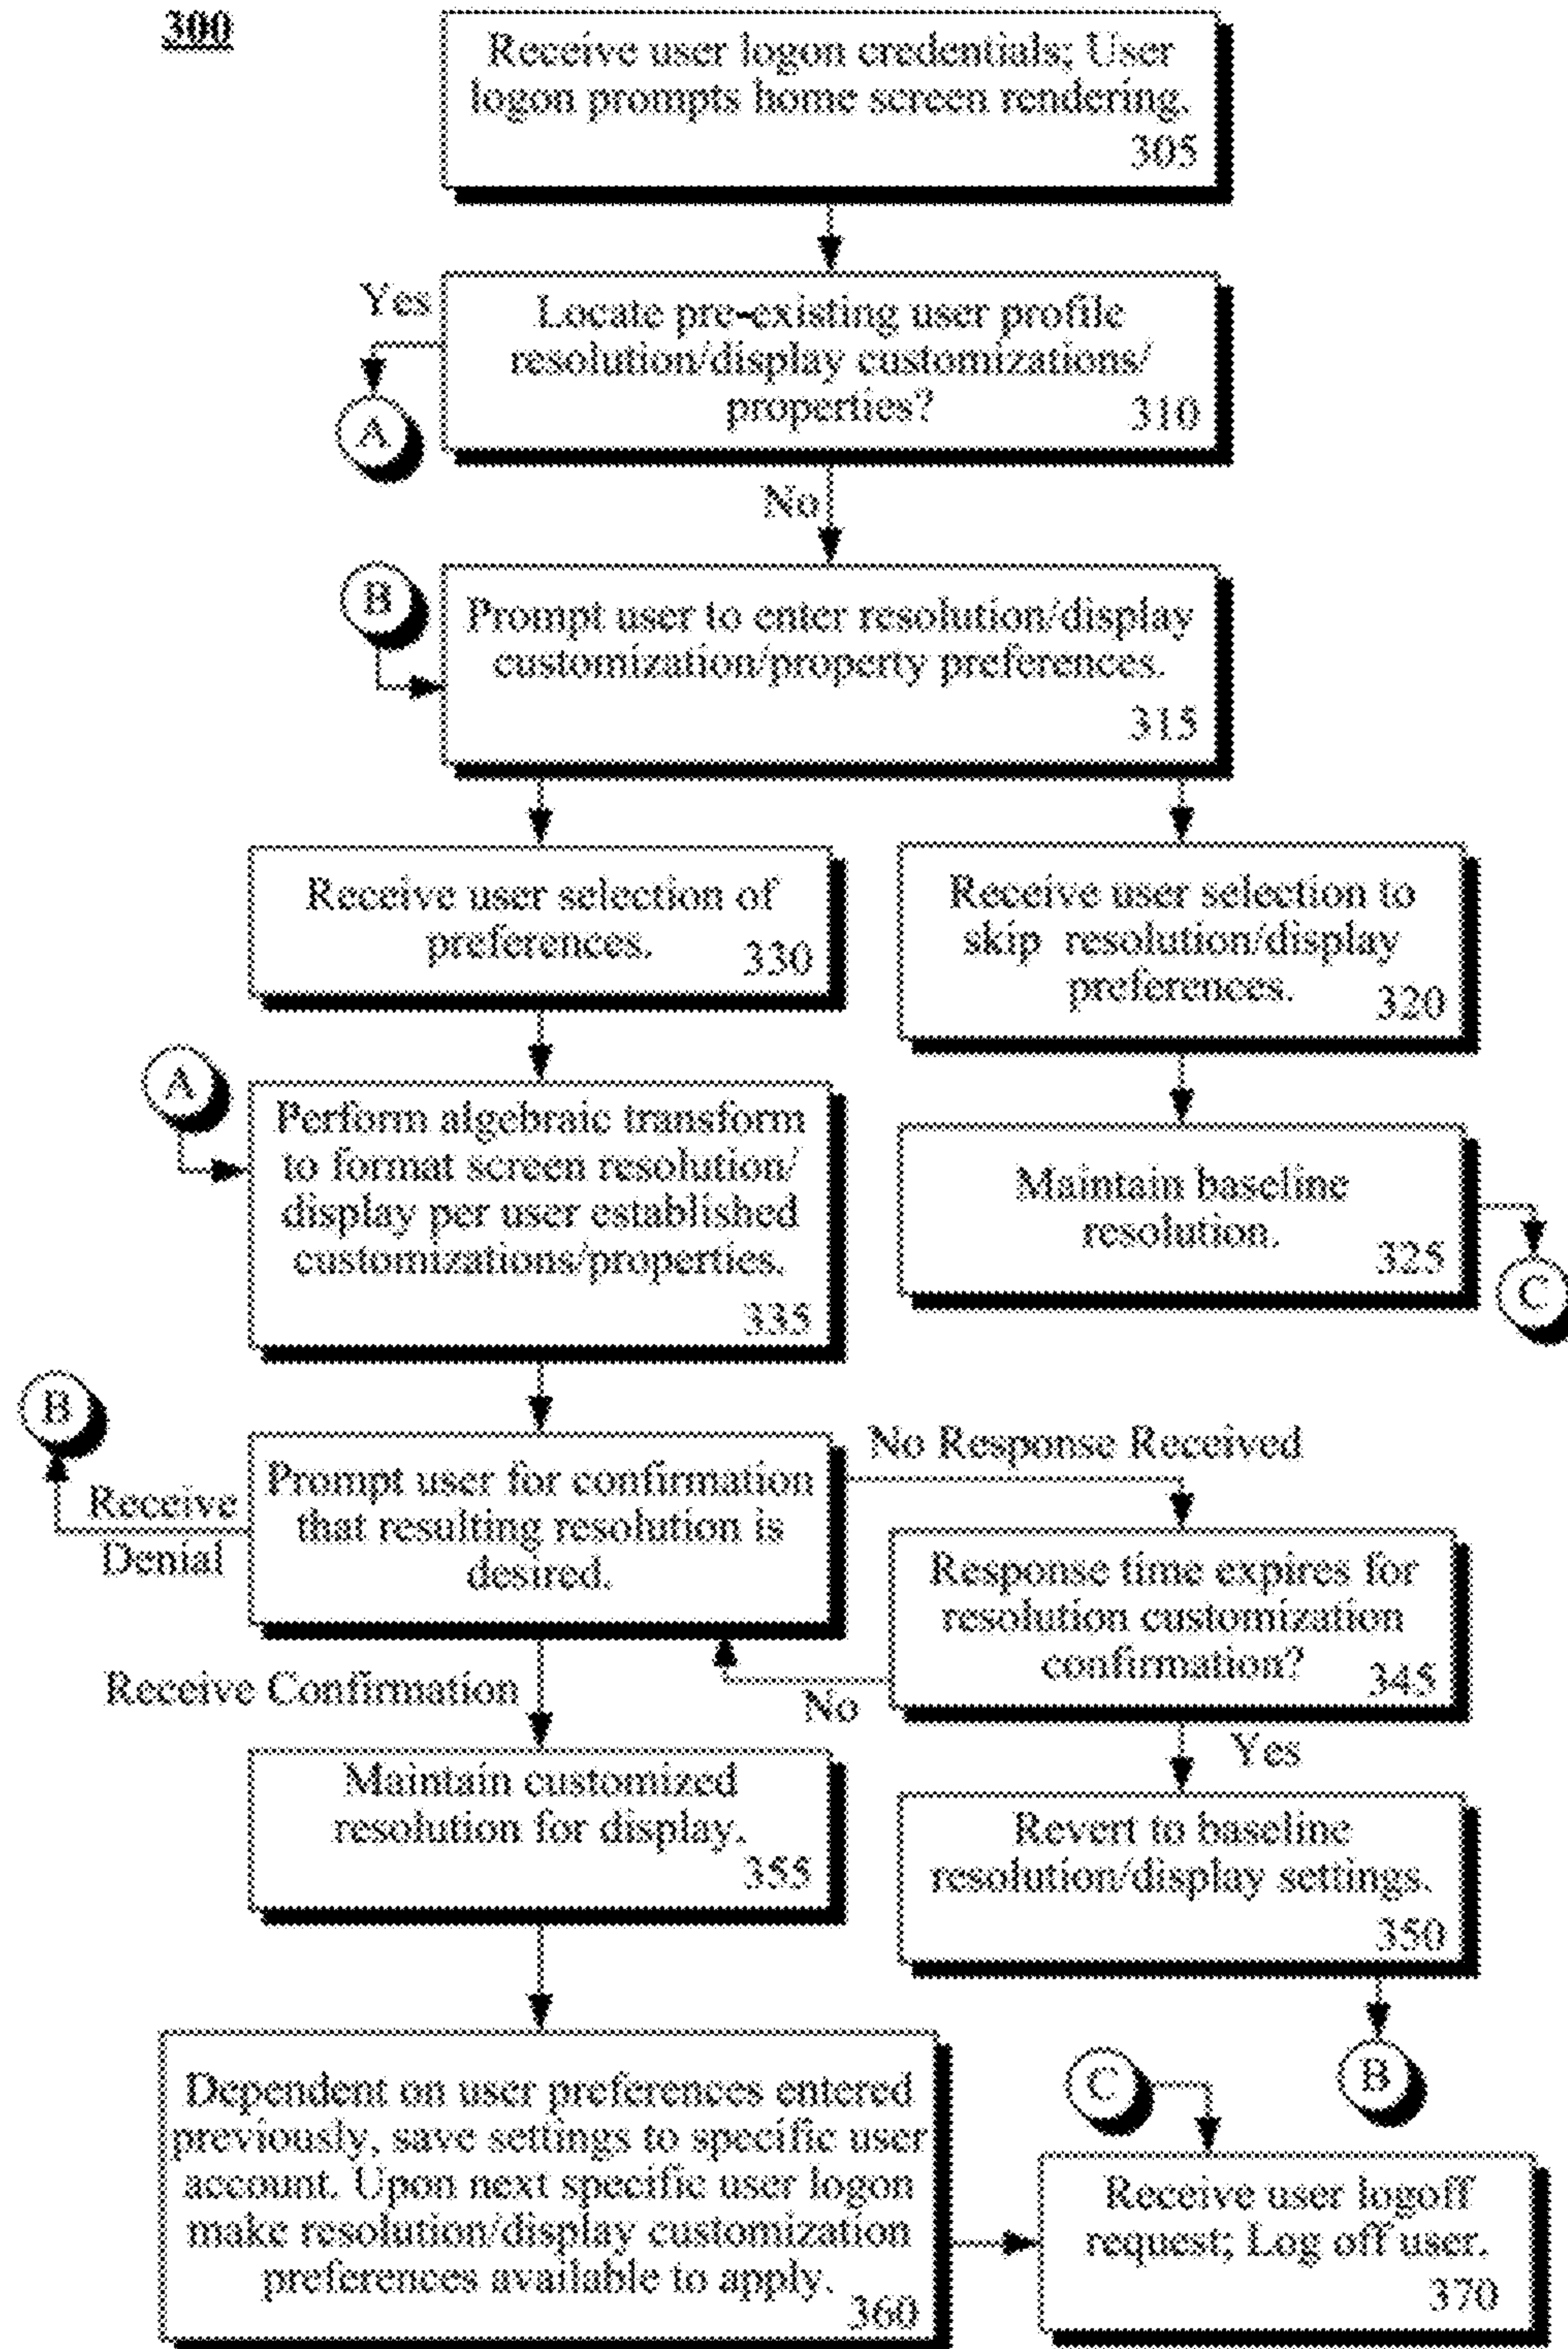 300
Receive user logon credentials; User
logon prompts home screen rendering.
305
Yes
Locate pre-existing user profile
resolution/display customizations/
properties?
310
A
No
B
Prompt user to enter resolution/display
customization/property preferences.
315
Receive user selection of
preferences.
330
Receive user selection to
skip resolution/display
preferences.
320
A
Perform algebraic transform
to format screen resolution/
display per user established
customizations/properties.
335
Maintain baseline
resolution.
325
C
B
Receive
Denial
Prompt user for confirmation
that resulting resolution is
desired.
No Response Received
Response time expires for
resolution customization
confirmation?
345
No
Receive Confirmation
Yes
Maintain customized
resolution for display.
355
Revert to baseline
resolution/display settings.
350
B
C
Dependent on user preferences entered
previously, save settings to specific user
account. Upon next specific user logon
make resolution/display customization
preferences available to apply.
360
Receive user logoff
request; Log off user.
370